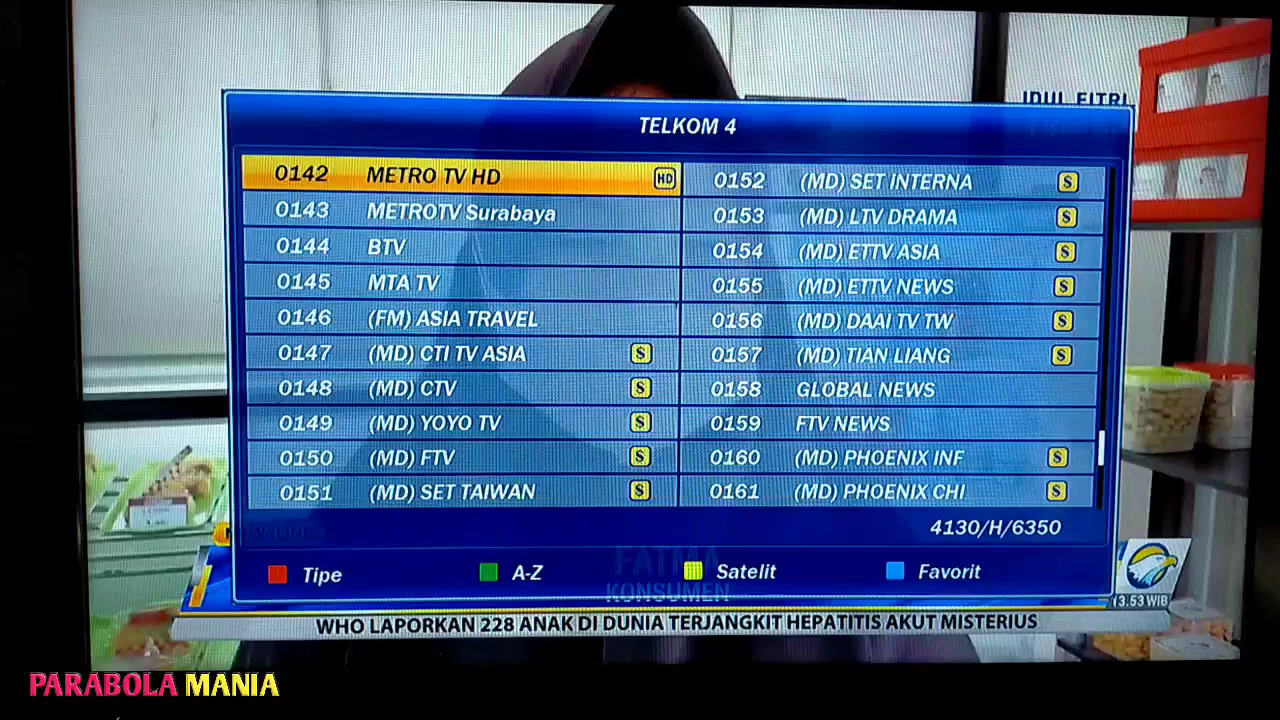 IDUL FITRI
TELKOM 4
0142 METRO TV HD HD
0143 METROTV Surabaya
0144 BTV
0145 MTA TV
0146 (FM) ASIA TRAVEL
0147 (MD) CTI TV ASIA S
0148 (MD) CTV S
0149 (MD) YOYO TV S
0150 (MD) FTV S
0151 (MD) SET TAIWAN S
0152 (MD) SET INTERNA S
0153 (MD) LTV DRAMA S
0154 (MD) ETTV ASIA S
0155 (MD) ETTV NEWS S
0156 (MD) DAAI TV TW S
0157 (MD) TIAN LIANG S
0158 GLOBAL NEWS
0159 FTV NEWS
0160 (MD) PHOENIX INF S
0161 (MD) PHOENIX CHI S
4130/H/6350
FATMA
KONSUMEN
Tipe A-Z Satelit Favorit
13.53 WIB
WHO LAPORKAN 228 ANAK DI DUNIA TERJANGKIT HEPATITIS AKUT MISTERIUS
PARABOLA MANIA